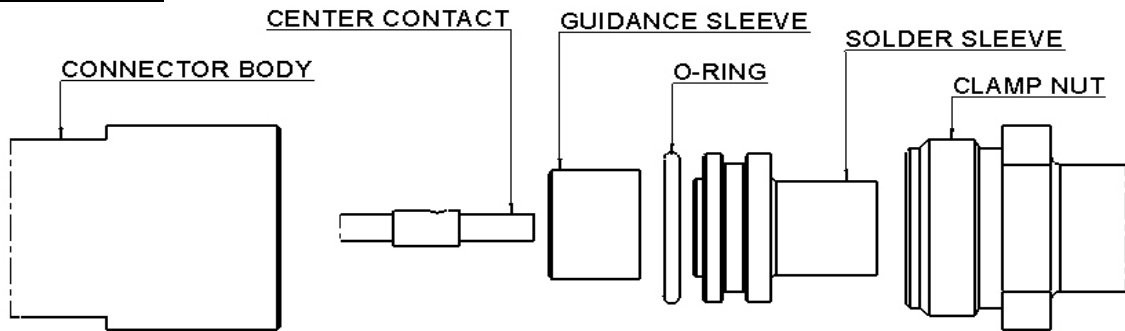 CENTER CONTACT
GUIDANCE SLEEVE
SOLDER SLEEVE
CONNECTOR BODY
O-RING
CLAMP NUT